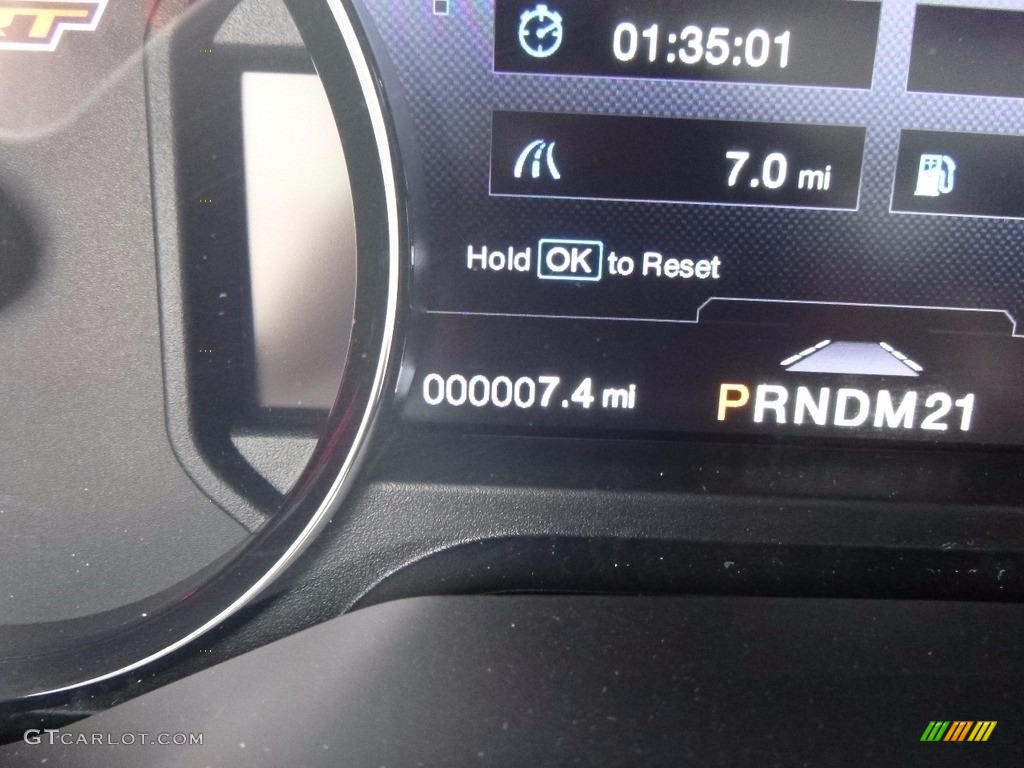 01:35:01
7.0 mi
Hold OK to Reset
000007.4 mi
PRNDM21
GTCARLOT.COM